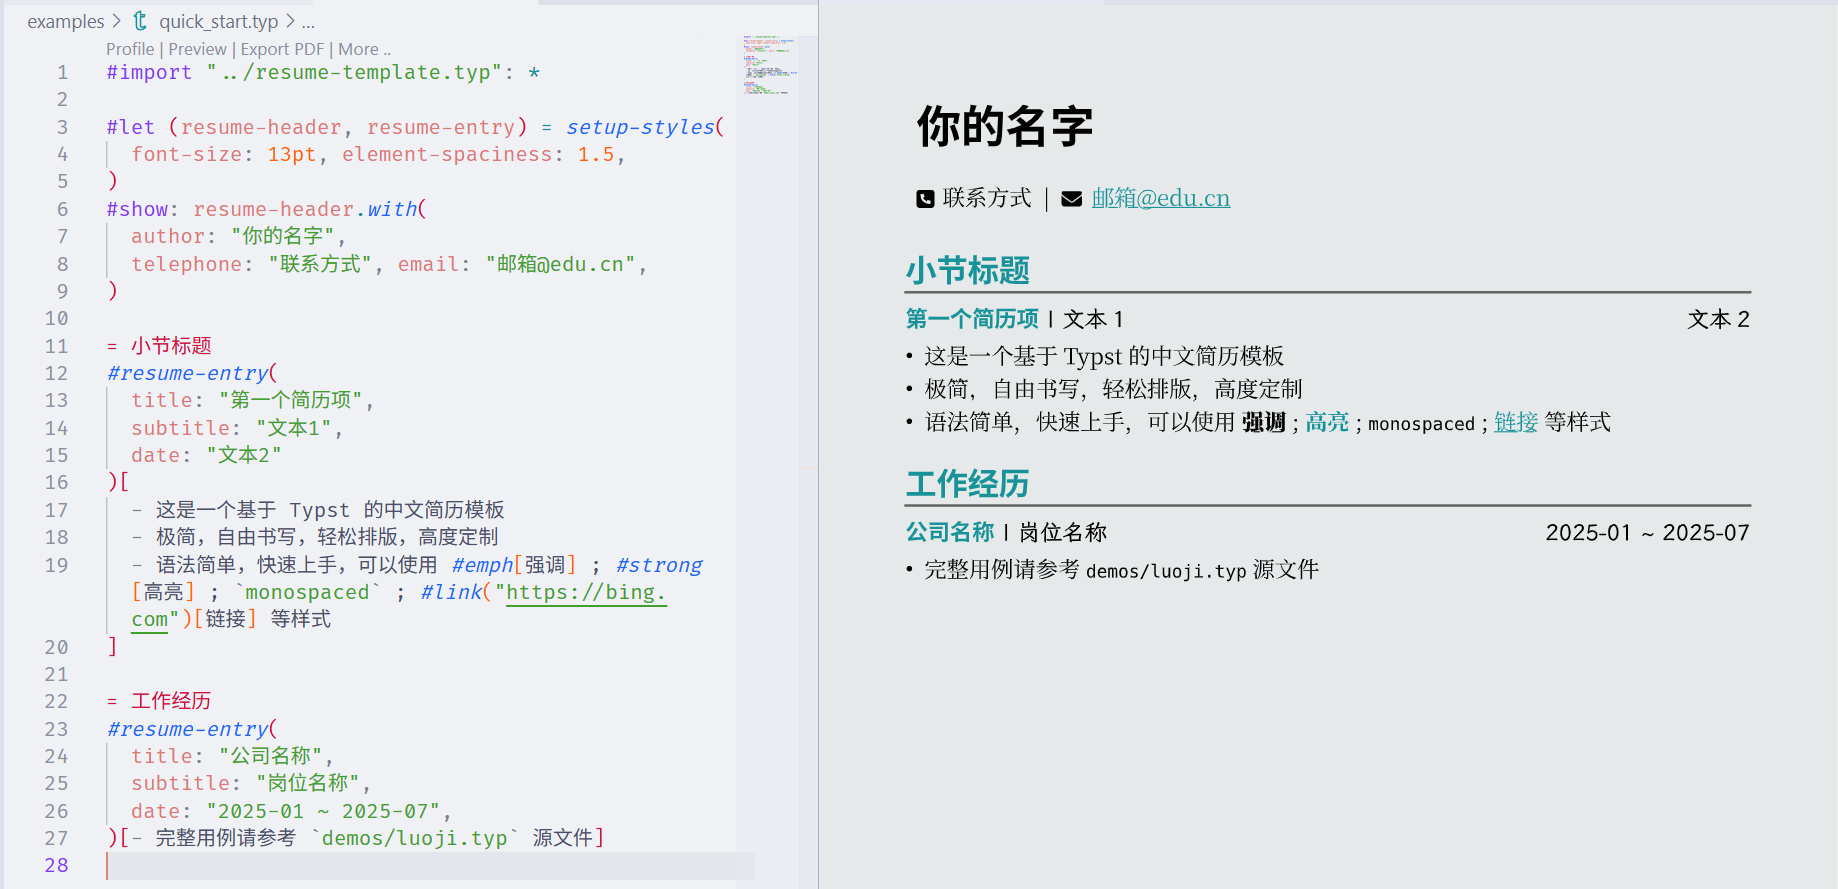 examples > quick_start.typ > ...
Profile | Preview | Export PDF | More ..
1 #import "../resume-template.typ": *
2
3 #let (resume-header, resume-entry) = setup-styles(
4 font-size: 13pt, element-spaciness: 1.5,
5 )
6 #show: resume-header.with(
7 author: "你的名字",
8 telephone: "联系方式", email: "邮箱@edu.cn",
9 )
10
11 = 小节标题
12 #resume-entry(
13 title: "第一个简历项",
14 subtitle: "文本1",
15 date: "文本2"
16 )[
17 - 这是一个基于 Typst 的中文简历模板
18 - 极简，自由书写，轻松排版，高度定制
19 - 语法简单，快速上手，可以使用 #emph[强调] ; #strong
[高亮] ; `monospaced` ; #link("https://bing.
com")[链接] 等样式
20 ]
21
22 = 工作经历
23 #resume-entry(
24 title: "公司名称",
25 subtitle: "岗位名称",
26 date: "2025-01 ~ 2025-07",
27 )[- 完整用例请参考 `demos/luoji.typ` 源文件]
28
你的名字
联系方式 | 邮箱@edu.cn
小节标题
第一个简历项 | 文本 1 文本 2
• 这是一个基于 Typst 的中文简历模板
• 极简，自由书写，轻松排版，高度定制
• 语法简单，快速上手，可以使用 强调 ; 高亮 ; monospaced ; 链接 等样式
工作经历
公司名称 | 岗位名称 2025-01 ~ 2025-07
• 完整用例请参考 demos/luoji.typ 源文件